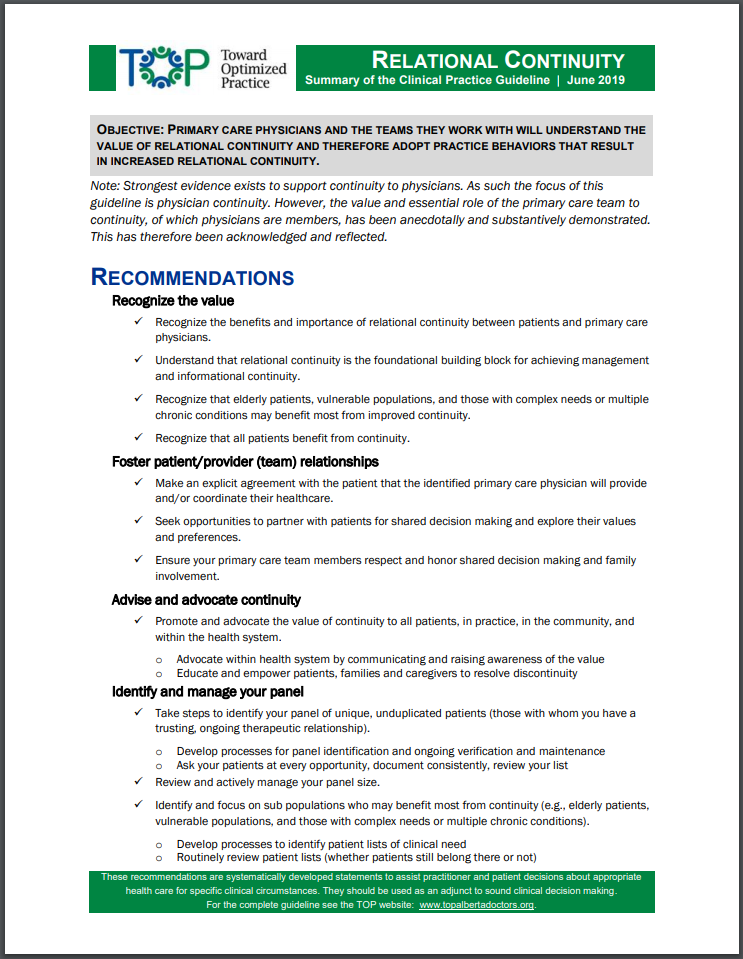 TOP
Toward
Optimized
Practice
RELATIONAL CONTINUITY
Summary of the Clinical Practice Guideline | June 2019
OBJECTIVE: PRIMARY CARE PHYSICIANS AND THE TEAMS THEY WORK WITH WILL UNDERSTAND THE
VALUE OF RELATIONAL CONTINUITY AND THEREFORE ADOPT PRACTICE BEHAVIORS THAT RESULT
IN INCREASED RELATIONAL CONTINUITY.
Note: Strongest evidence exists to support continuity to physicians. As such the focus of this
guideline is physician continuity. However, the value and essential role of the primary care team to
continuity, of which physicians are members, has been anecdotally and substantively demonstrated.
This has therefore been acknowledged and reflected.
RECOMMENDATIONS
Recognize the value
✓ Recognize the benefits and importance of relational continuity between patients and primary care
physicians.
✓ Understand that relational continuity is the foundational building block for achieving management
and informational continuity.
✓ Recognize that elderly patients, vulnerable populations, and those with complex needs or multiple
chronic conditions may benefit most from improved continuity.
✓ Recognize that all patients benefit from continuity.
Foster patient/provider (team) relationships
✓ Make an explicit agreement with the patient that the identified primary care physician will provide
and/or coordinate their healthcare.
✓ Seek opportunities to partner with patients for shared decision making and explore their values
and preferences.
✓ Ensure your primary care team members respect and honor shared decision making and family
involvement.
Advise and advocate continuity
✓ Promote and advocate the value of continuity to all patients, in practice, in the community, and
within the health system.
o Advocate within health system by communicating and raising awareness of the value
o Educate and empower patients, families and caregivers to resolve discontinuity
Identify and manage your panel
✓ Take steps to identify your panel of unique, unduplicated patients (those with whom you have a
trusting, ongoing therapeutic relationship).
o Develop processes for panel identification and ongoing verification and maintenance
o Ask your patients at every opportunity, document consistently, review your list
✓ Review and actively manage your panel size.
✓ Identify and focus on sub populations who may benefit most from continuity (e.g., elderly patients,
vulnerable populations, and those with complex needs or multiple chronic conditions).
o Develop processes to identify patient lists of clinical need
o Routinely review patient lists (whether patients still belong there or not)
These recommendations are systematically developed statements to assist practitioner and patient decisions about appropriate
health care for specific clinical circumstances. They should be used as an adjunct to sound clinical decision making.
For the complete guideline see the TOP website: www.topalbertadoctors.org.